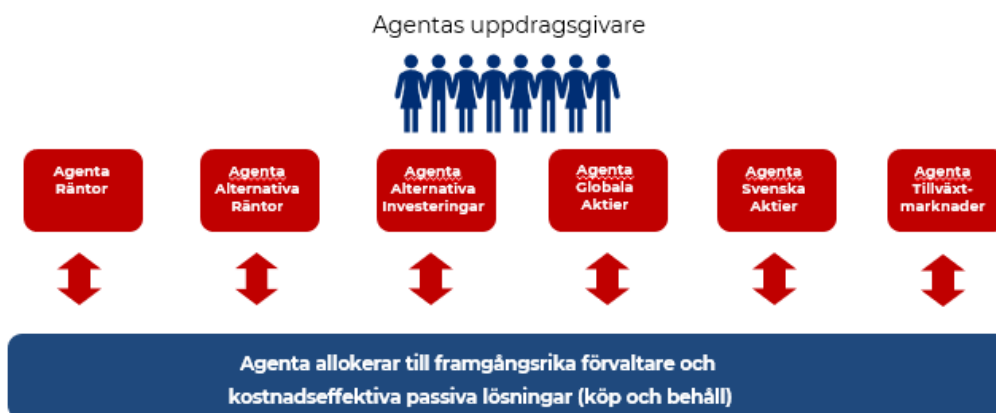 Agentas uppdragsgivare
Agenta
Räntor
Agenta
Alternativa
Räntor
Agenta
Alternativa
Investeringar
Agenta
Globala
Aktier
Agenta
Svenska
Aktier
Agenta
Tillväxt-
marknader
Agenta allokerar till framgångsrika förvaltare och
kostnadseffektiva passiva lösningar (köp och behåll)